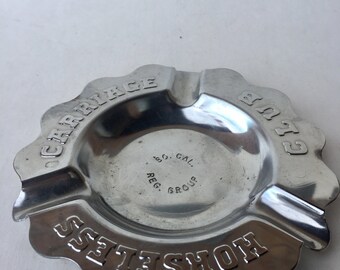 HORSELESS
CARRIAGE
CLUB
SO. CAL.
REG. GROUP